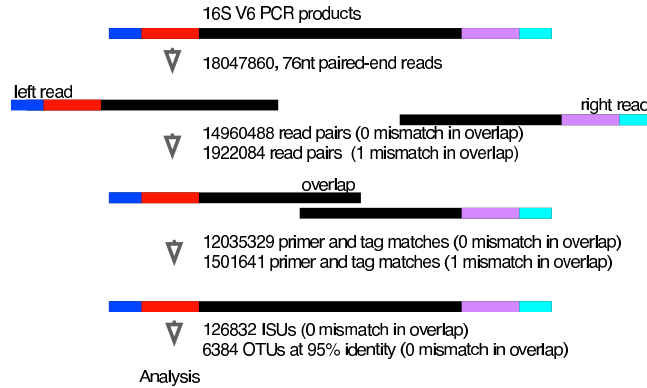 16S V6 PCR products
18047860, 76nt paired-end reads
left read
right read
14960488 read pairs (0 mismatch in overlap)
1922084 read pairs (1 mismatch in overlap)
overlap
12035329 primer and tag matches (0 mismatch in overlap)
1501641 primer and tag matches (1 mismatch in overlap)
126832 ISUs (0 mismatch in overlap)
6384 OTUs at 95% identity (0 mismatch in overlap)
Analysis